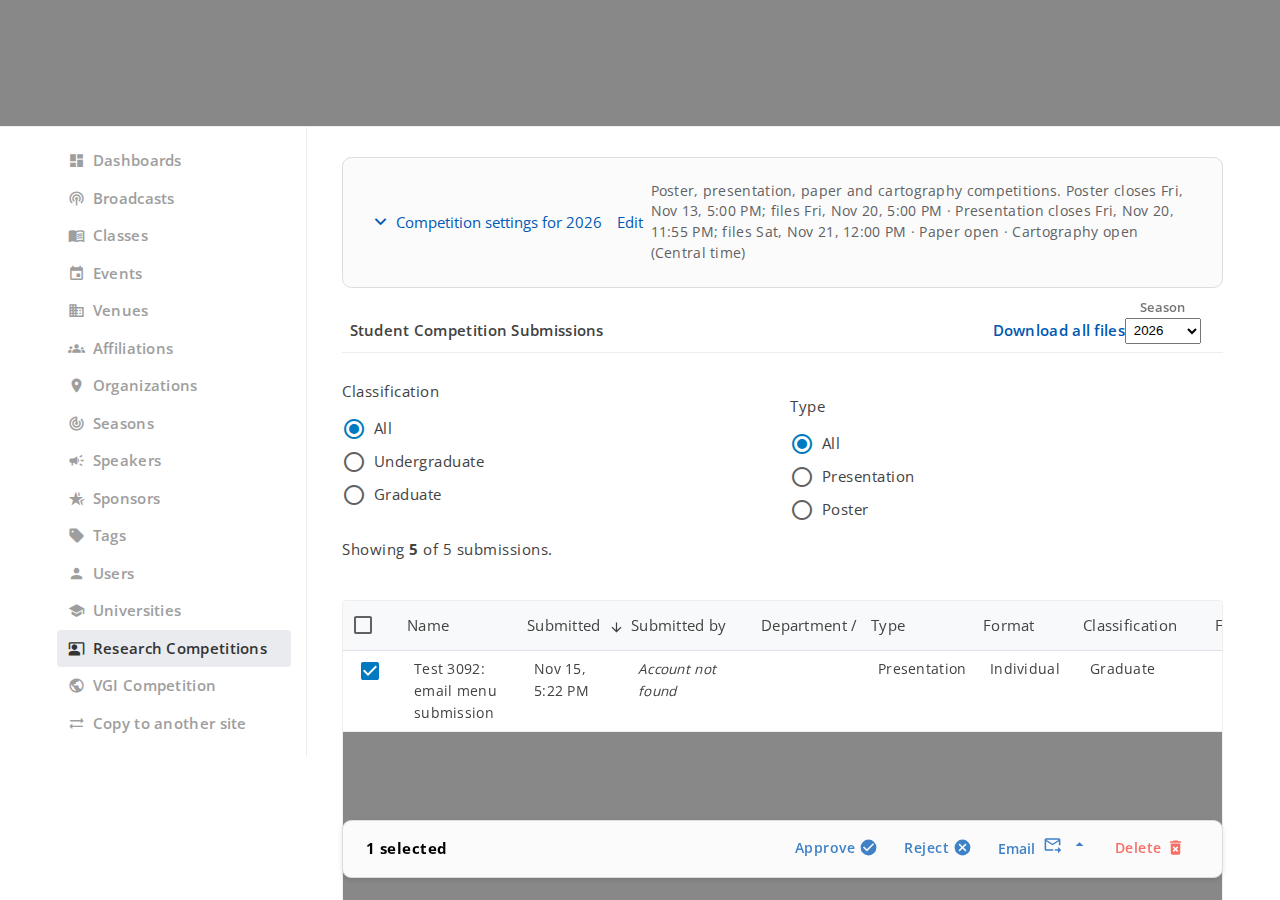 Dashboards
Broadcasts
Classes
Events
Venues
Affiliations
Organizations
Seasons
Speakers
Sponsors
Tags
Users
Universities
Research Competitions
VGI Competition
Copy to another site
Competition settings for 2026 Edit
Poster, presentation, paper and cartography competitions. Poster closes Fri,
Nov 13, 5:00 PM; files Fri, Nov 20, 5:00 PM · Presentation closes Fri, Nov 20,
11:55 PM; files Sat, Nov 21, 12:00 PM · Paper open · Cartography open
(Central time)
Season
Student Competition Submissions Download all files 2026
Classification
All
Undergraduate
Graduate
Type
All
Presentation
Poster
Showing 5 of 5 submissions.
Name Submitted Submitted by Department / Type Format Classification F
Test 3092: Nov 15, Account not Presentation Individual Graduate
email menu 5:22 PM found
submission
1 selected Approve Reject Email Delete